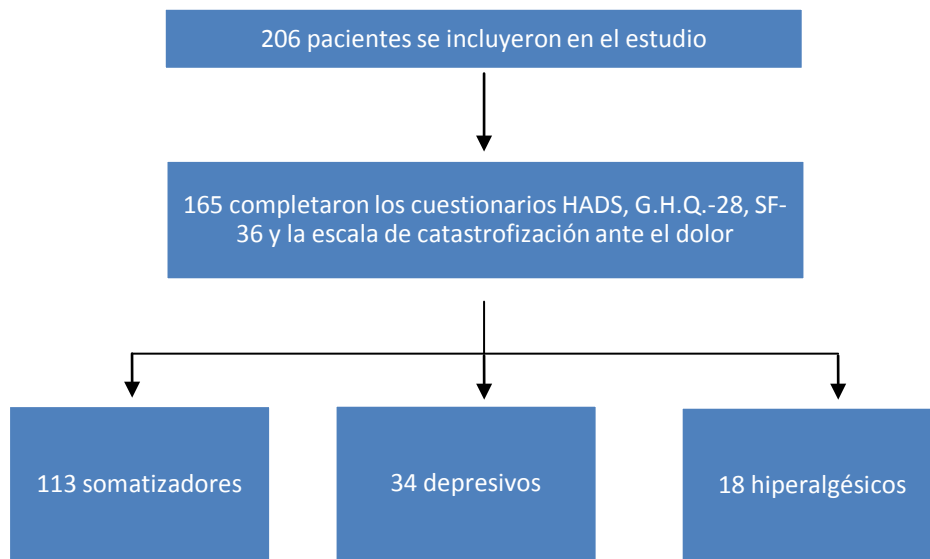 206 pacientes se incluyeron en el estudio
165 completaron los cuestionarios HADS, G.H.Q.-28, SF-
36 y la escala de catastrofización ante el dolor
113 somatizadores
34 depresivos
18 hiperalgésicos